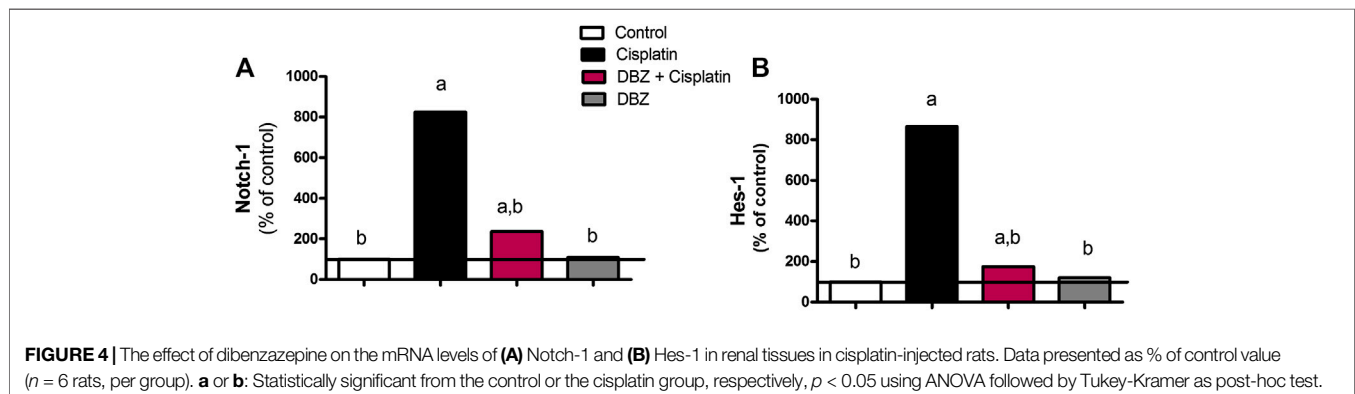 Control
Cisplatin
DBZ + Cisplatin
DBZ
A
Notch-1
(% of control)
1000
800
600
400
200
0
b
a
a,b
b
B
Hes-1
(% of control)
1000
800
600
400
200
0
b
a
a,b
b
FIGURE 4 | The effect of dibenzazepine on the mRNA levels of (A) Notch-1 and (B) Hes-1 in renal tissues in cisplatin-injected rats. Data presented as % of control value
(n = 6 rats, per group). a or b: Statistically significant from the control or the cisplatin group, respectively, p < 0.05 using ANOVA followed by Tukey-Kramer as post-hoc test.